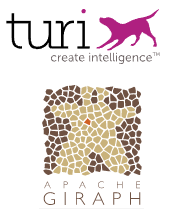 turi
create intelligence™
APACHE
GIRAPH